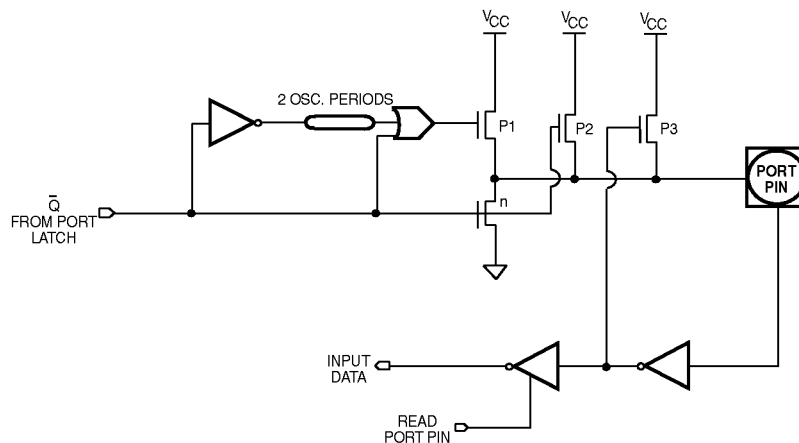 VCC
VCC
VCC
2 OSC. PERIODS
P1
P2
P3
PORT
PIN
Q̅
FROM PORT
LATCH
n
INPUT
DATA
READ
PORT PIN